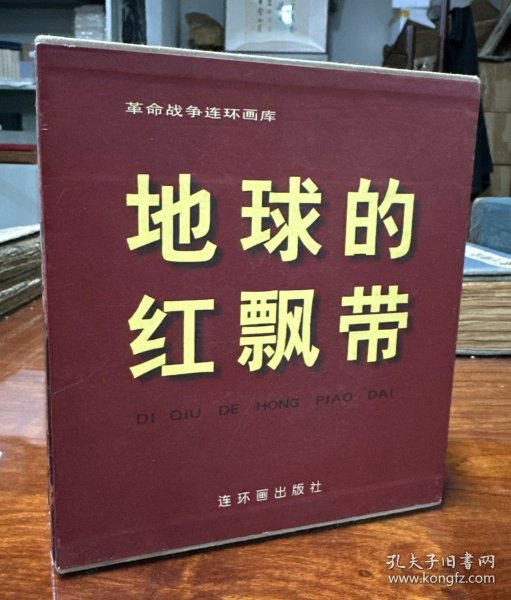 革命战争连环画库
地球的
红飘带
DI QIU DE HONG PIAO DAI
连环画出版社
孔夫子旧书网
www.kongfz.com